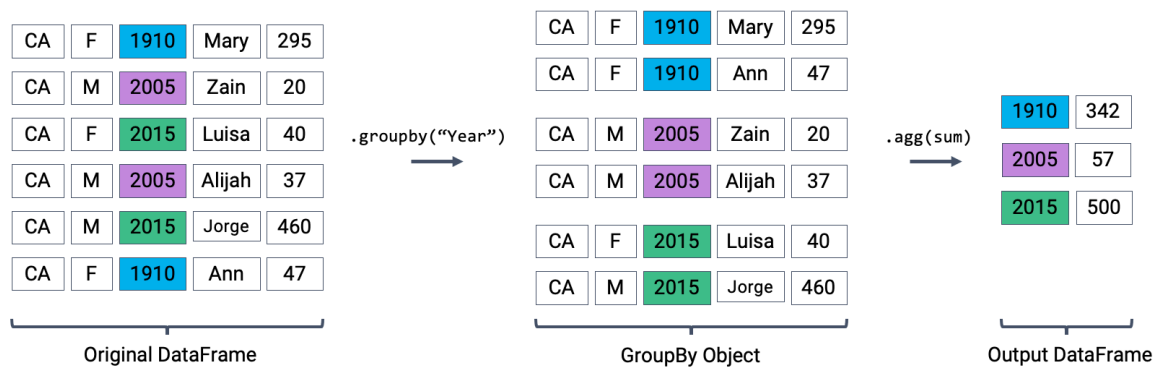 CA F 1910 Mary 295
CA M 2005 Zain 20
CA F 2015 Luisa 40
CA M 2005 Alijah 37
CA M 2015 Jorge 460
CA F 1910 Ann 47
Original DataFrame
.groupby(“Year”)
CA F 1910 Mary 295
CA F 1910 Ann 47
CA M 2005 Zain 20
CA M 2005 Alijah 37
CA F 2015 Luisa 40
CA M 2015 Jorge 460
GroupBy Object
.agg(sum)
1910 342
2005 57
2015 500
Output DataFrame